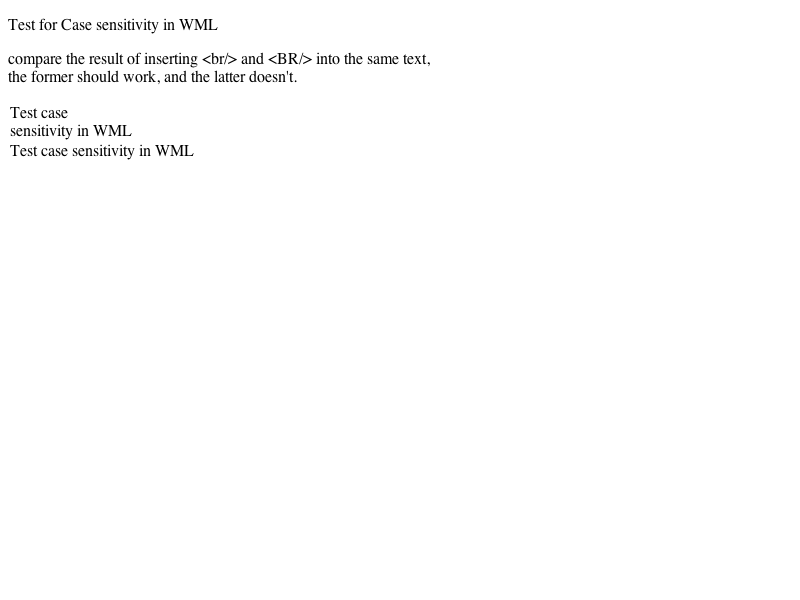 Test for Case sensitivity in WML
compare the result of inserting <br/> and <BR/> into the same text,
the former should work, and the latter doesn't.
Test case
sensitivity in WML
Test case sensitivity in WML